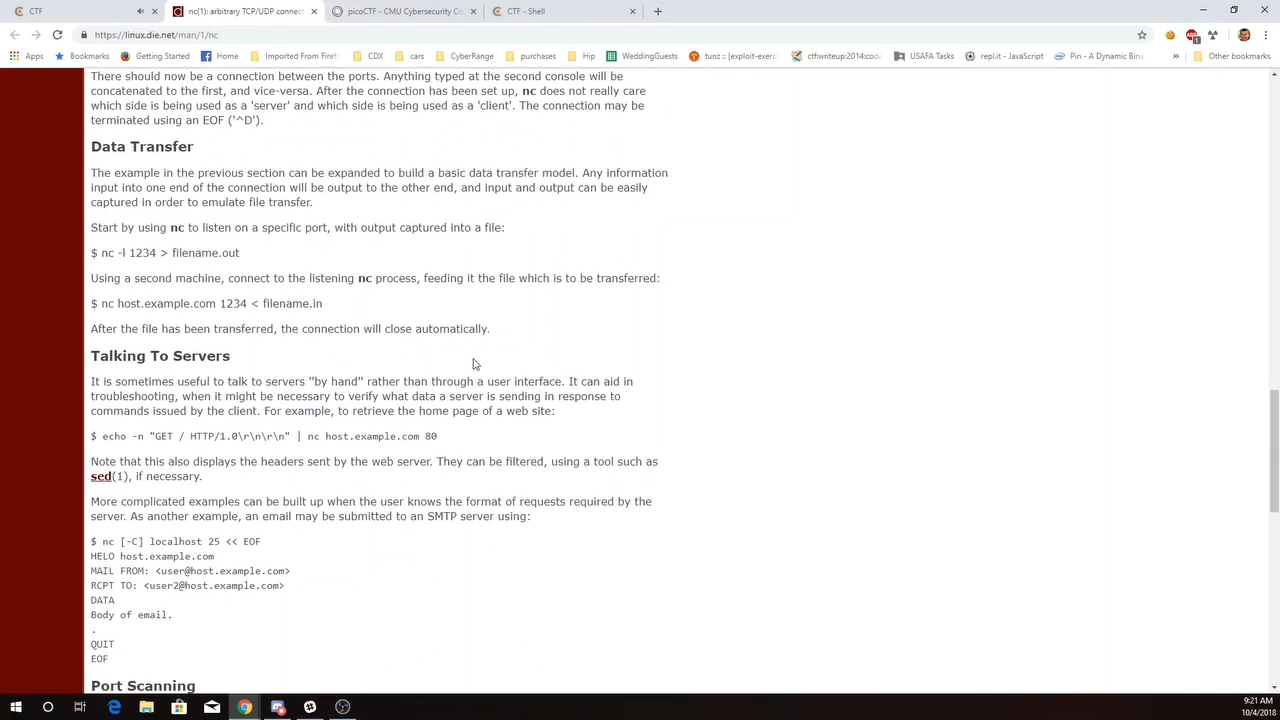 CTF
nc(1): arbitrary TCP/UDP connect
picoCTF - CMU Cybersecurity Co
CTF - Shell
https://linux.die.net/man/1/nc
Apps
Bookmarks
Getting Started
Home
Imported From Firef
CDX
cars
CyberRange
purchases
Hip
WeddingGuests
tunz :: [exploit-exerc
ctf:writeup:2014:code
USAFA Tasks
repl.it - JavaScript
Pin - A Dynamic Bina
»
Other bookmarks
There should now be a connection between the ports. Anything typed at the second console will be
concatenated to the first, and vice-versa. After the connection has been set up, nc does not really care
which side is being used as a 'server' and which side is being used as a 'client'. The connection may be
terminated using an EOF ('^D').
Data Transfer
The example in the previous section can be expanded to build a basic data transfer model. Any information
input into one end of the connection will be output to the other end, and input and output can be easily
captured in order to emulate file transfer.
Start by using nc to listen on a specific port, with output captured into a file:
$ nc -l 1234 > filename.out
Using a second machine, connect to the listening nc process, feeding it the file which is to be transferred:
$ nc host.example.com 1234 < filename.in
After the file has been transferred, the connection will close automatically.
Talking To Servers
It is sometimes useful to talk to servers "by hand" rather than through a user interface. It can aid in
troubleshooting, when it might be necessary to verify what data a server is sending in response to
commands issued by the client. For example, to retrieve the home page of a web site:
$ echo -n "GET / HTTP/1.0\r\n\r\n" | nc host.example.com 80
Note that this also displays the headers sent by the web server. They can be filtered, using a tool such as
sed(1), if necessary.
More complicated examples can be built up when the user knows the format of requests required by the
server. As another example, an email may be submitted to an SMTP server using:
$ nc [-C] localhost 25 << EOF
HELO host.example.com
MAIL FROM: <user@host.example.com>
RCPT TO: <user2@host.example.com>
DATA
Body of email.
.
QUIT
EOF
Port Scanning
9:21 AM
10/4/2018